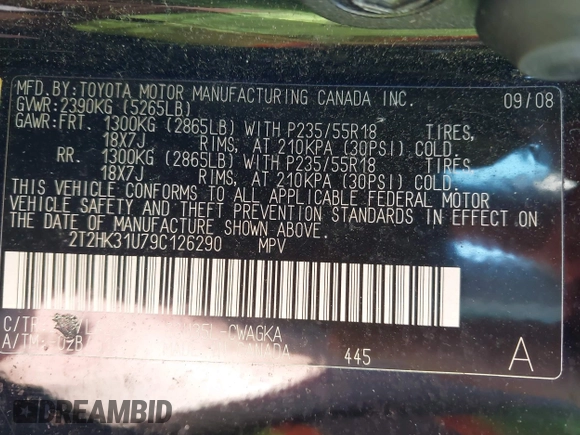 MFD.BY:TOYOTA MOTOR MANUFACTURING CANADA INC. 09/08
GVWR:2390KG (5265LB)
GAWR:FRT. 1300KG (2865LB) WITH P235/55R18 TIRES,
18X7J RIMS, AT 210KPA (30PSI) COLD.
RR. 1300KG (2865LB) WITH P235/55R18 TIRES,
18X7J RIMS, AT 210KPA (30PSI) COLD.
THIS VEHICLE CONFORMS TO ALL APPLICABLE FEDERAL MOTOR
VEHICLE SAFETY AND THEFT PREVENTION STANDARDS IN EFFECT ON
THE DATE OF MANUFACTURE SHOWN ABOVE.
2T2HK31U79C126290 MPV
C/TR -CWAGKA
A/TM CANADA 445 A
DREAMBID